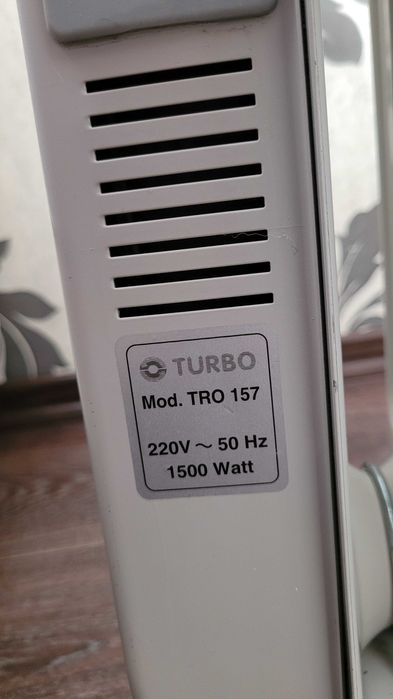 TURBO
Mod. TRO 157
220V ~ 50 Hz
1500 Watt